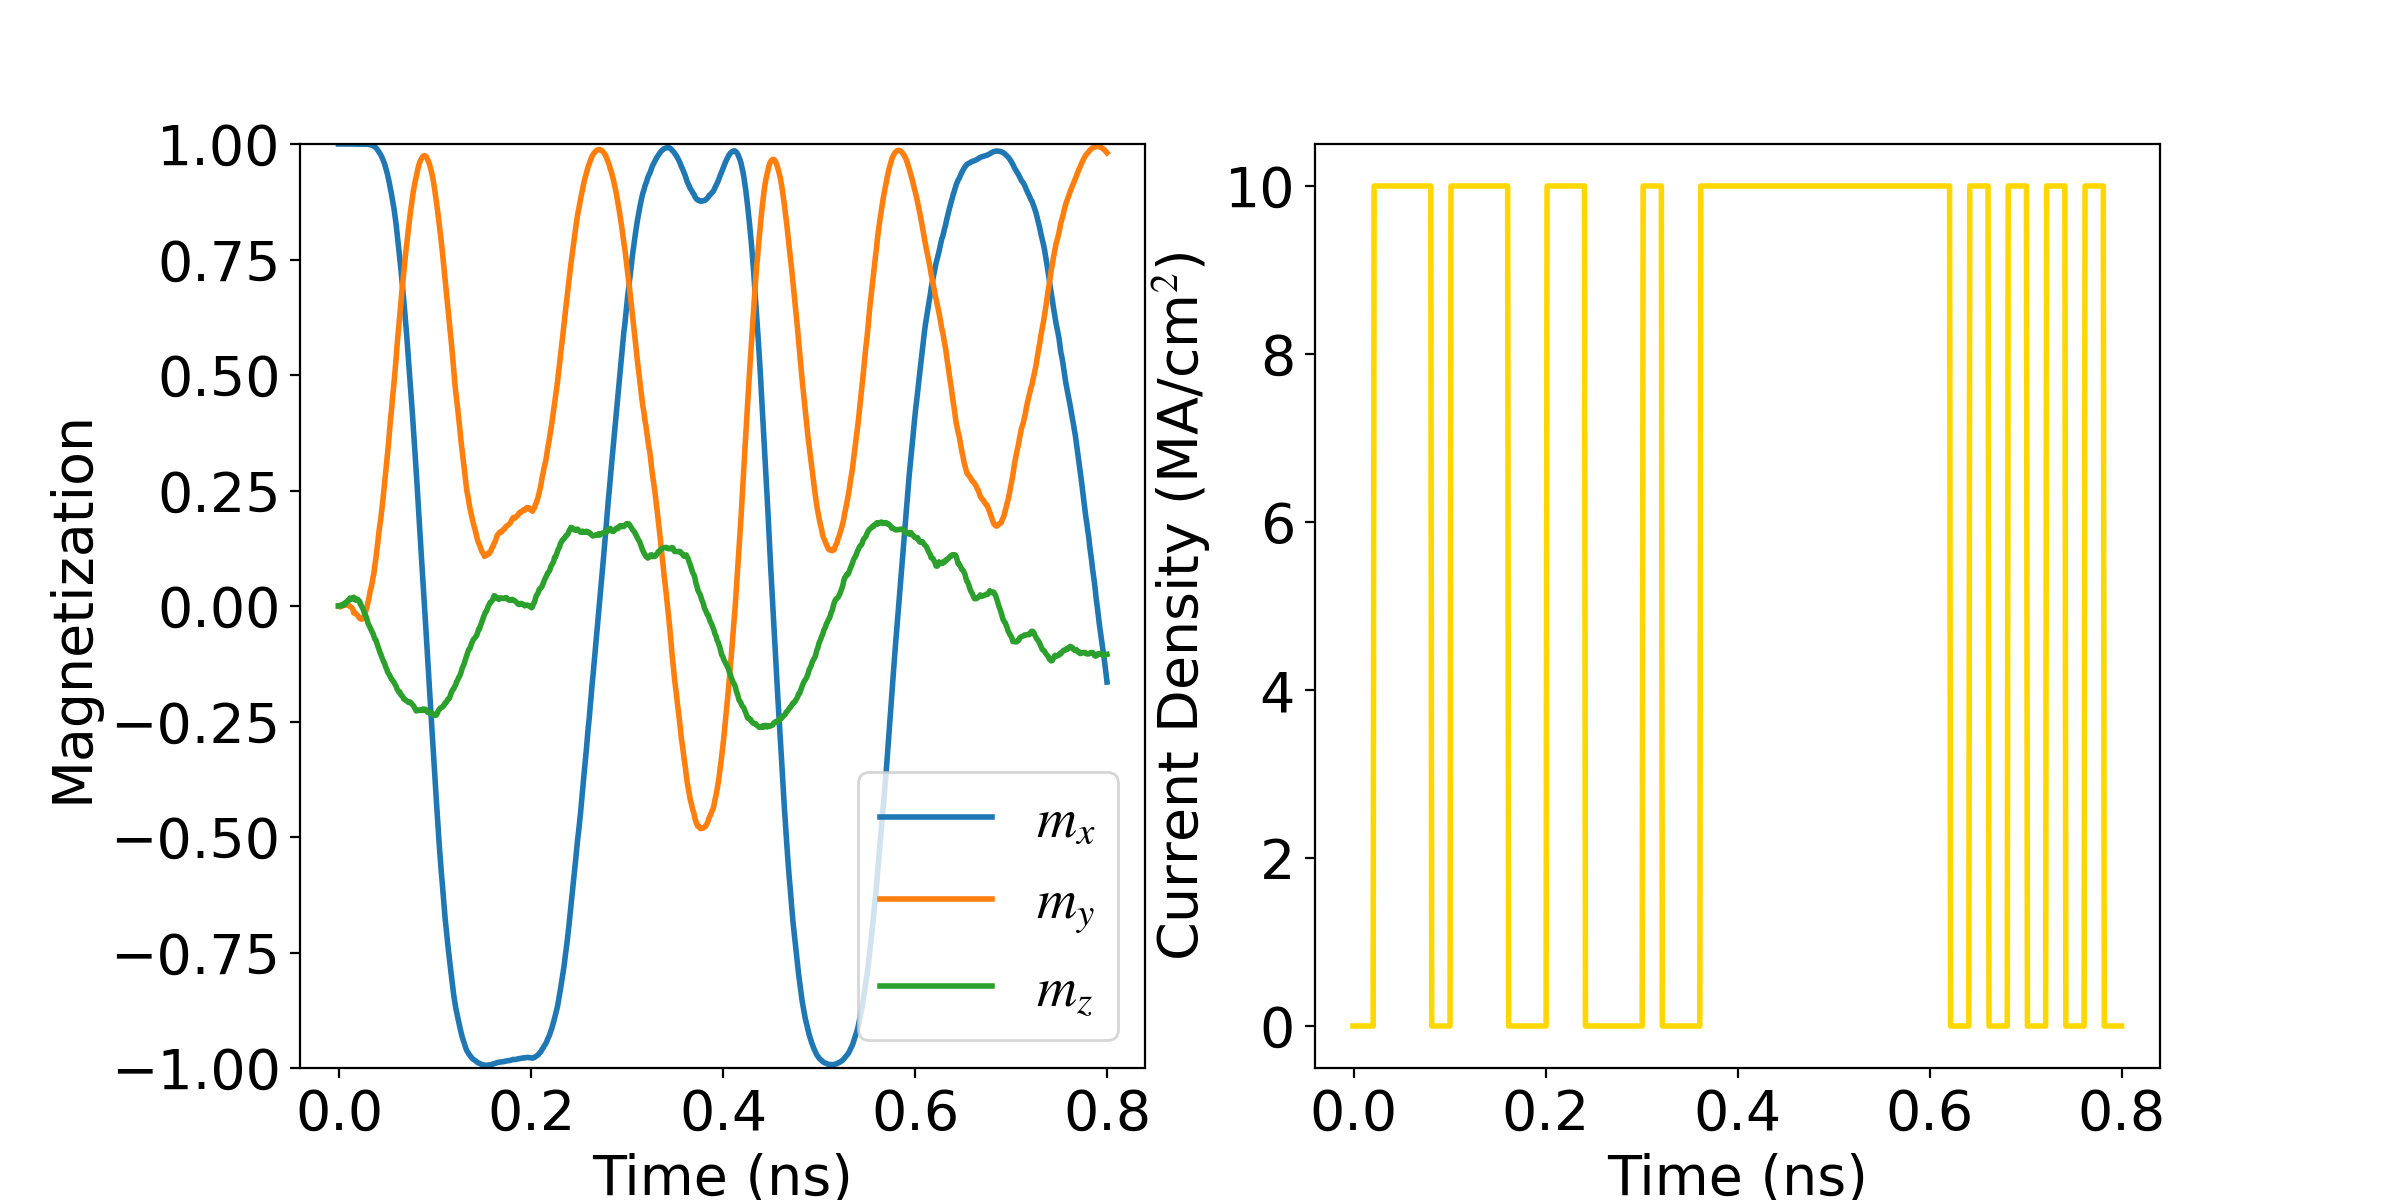 Magnetization
1.00
0.75
0.50
0.25
0.00
−0.25
−0.50
−0.75
−1.00
0.0 0.2 0.4 0.6 0.8
Time (ns)
m_x
m_y
m_z
Current Density (MA/cm²)
10
8
6
4
2
0
0.0 0.2 0.4 0.6 0.8
Time (ns)